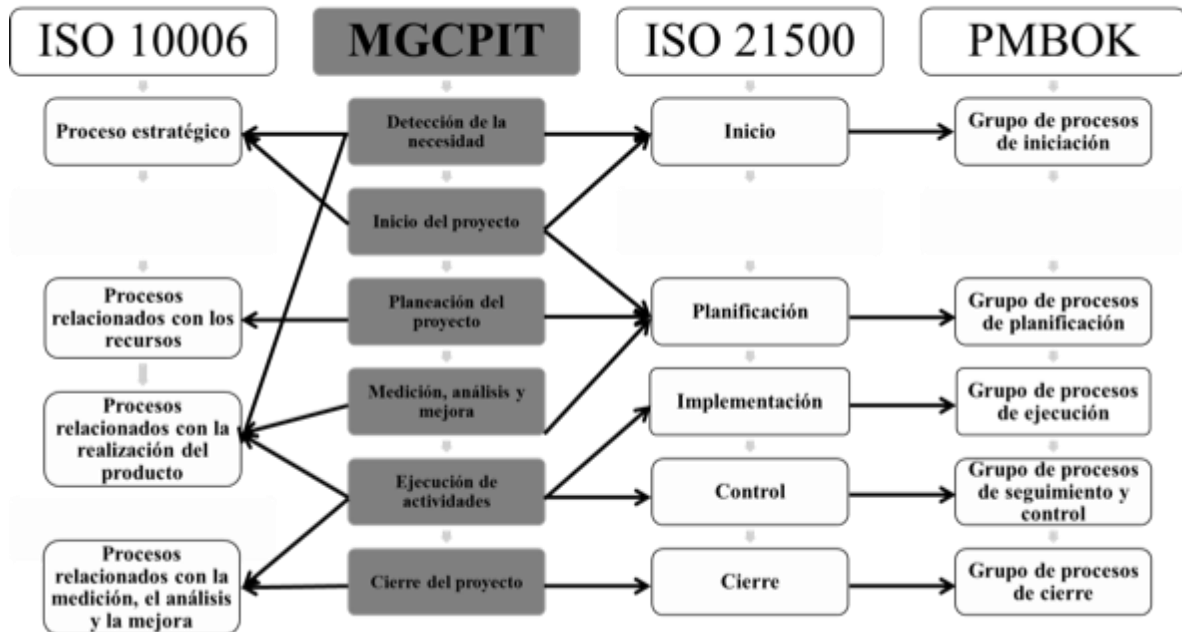 ISO 10006
MGCPIT
ISO 21500
PMBOK
Proceso estratégico
Detección de la
necesidad
Inicio
Grupo de procesos
de iniciación
Inicio del proyecto
Procesos
relacionados con los
recursos
Planeación del
proyecto
Planificación
Grupo de procesos
de planificación
Procesos
relacionados con la
realización del
producto
Medición, análisis y
mejora
Implementación
Grupo de procesos
de ejecución
Ejecución de
actividades
Control
Grupo de procesos
de seguimiento y
control
Procesos
relacionados con la
medición, el análisis
y la mejora
Cierre del proyecto
Cierre
Grupo de procesos
de cierre